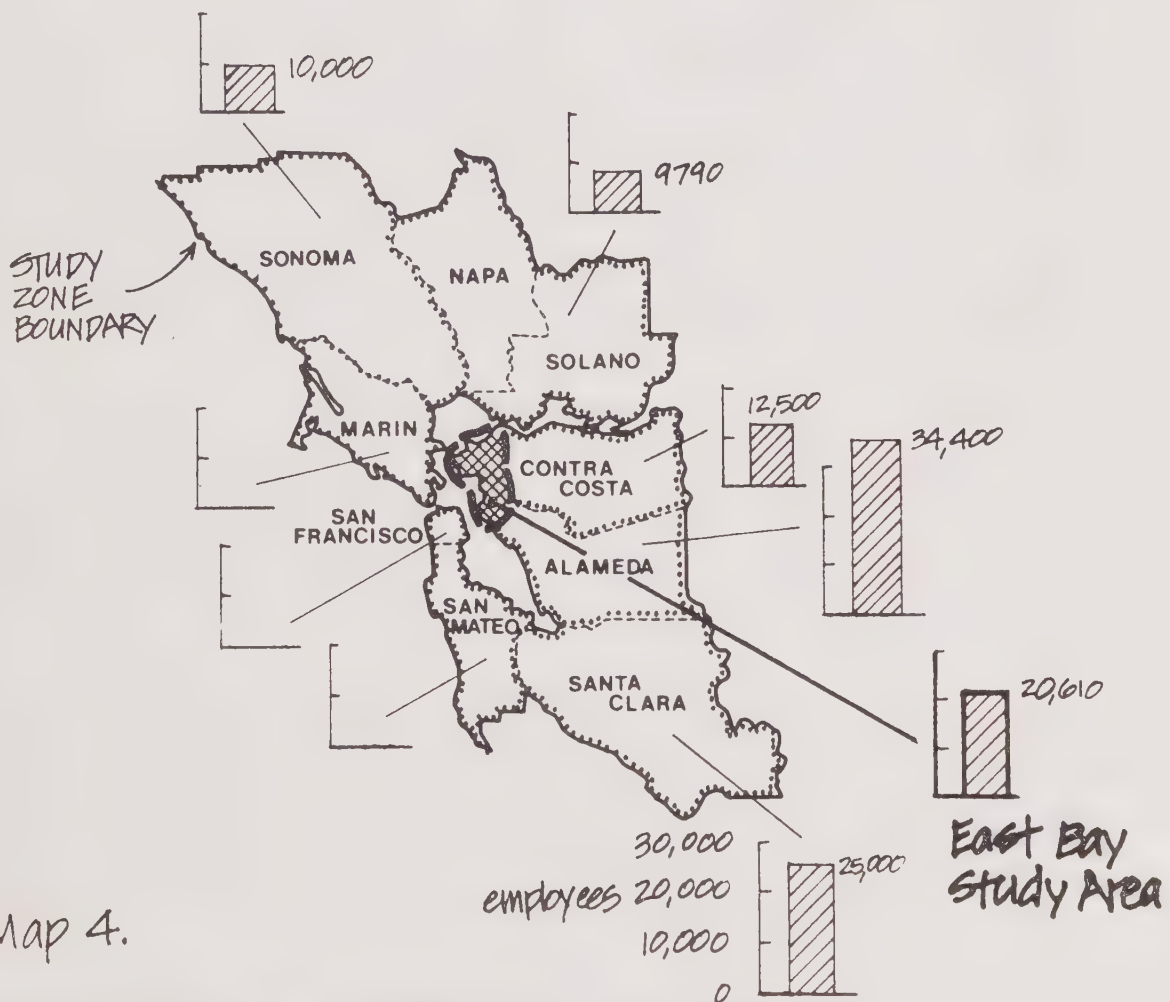 10,000
9790
STUDY
ZONE
BOUNDARY
SONOMA
NAPA
SOLANO
MARIN
12,500
34,400
CONTRA
COSTA
SAN
FRANCISCO
ALAMEDA
SAN
MATEO
SANTA
CLARA
20,610
East Bay
Study Area
30,000
25,000
employees 20,000
10,000
0
Map 4.